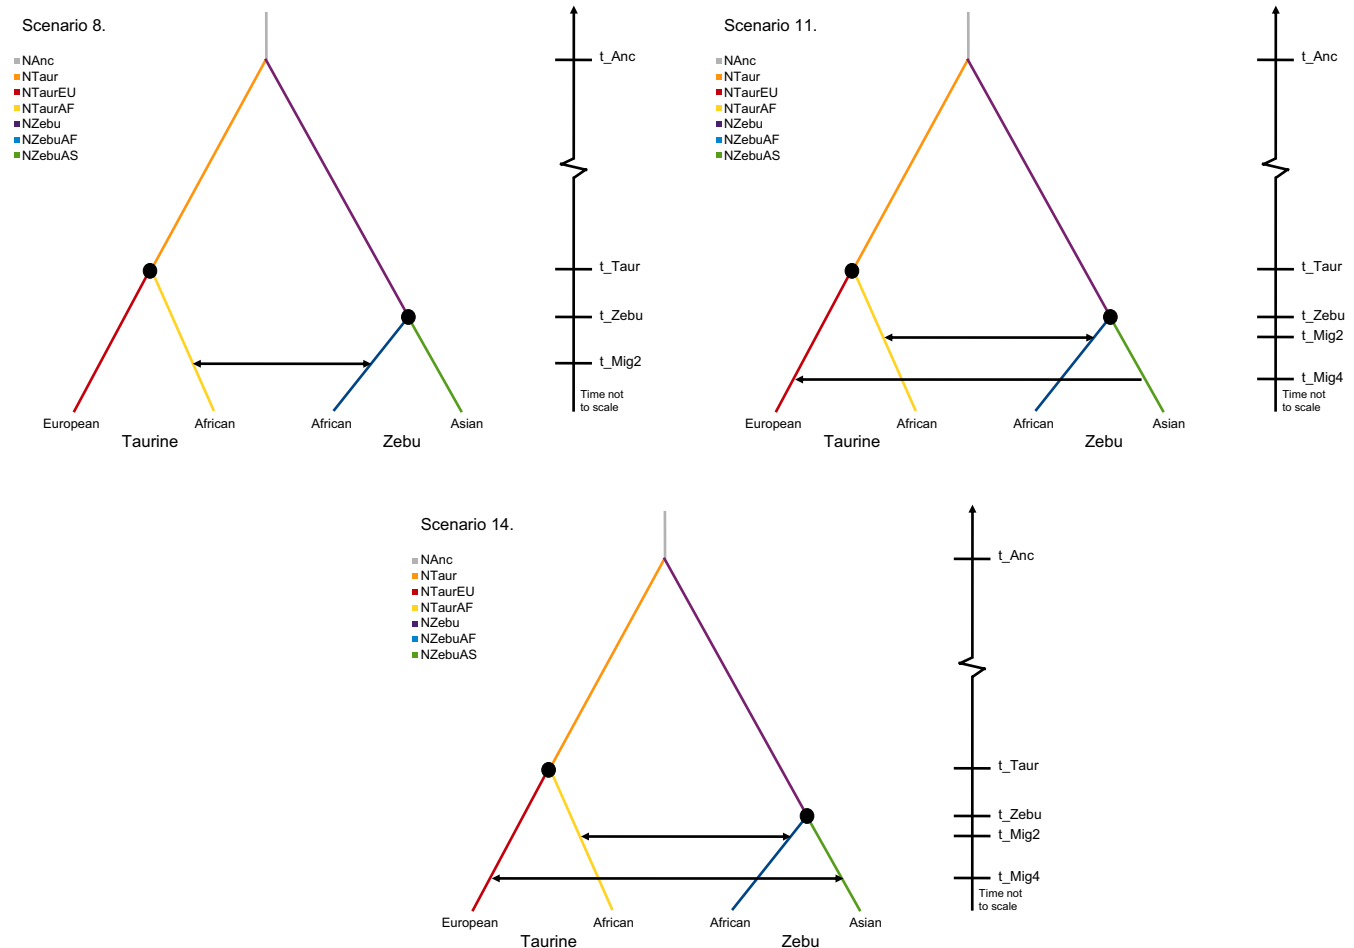 Scenario 8.
NAnc
NTaur
NTaurEU
NTaurAF
NZebu
NZebuAF
NZebuAS
t_Anc
t_Taur
t_Zebu
t_Mig2
Time not
to scale
European
African
African
Asian
Taurine
Zebu
Scenario 11.
NAnc
NTaur
NTaurEU
NTaurAF
NZebu
NZebuAF
NZebuAS
t_Anc
t_Taur
t_Zebu
t_Mig2
t_Mig4
Time not
to scale
European
African
African
Asian
Taurine
Zebu
Scenario 14.
NAnc
NTaur
NTaurEU
NTaurAF
NZebu
NZebuAF
NZebuAS
t_Anc
t_Taur
t_Zebu
t_Mig2
t_Mig4
Time not
to scale
European
African
African
Asian
Taurine
Zebu